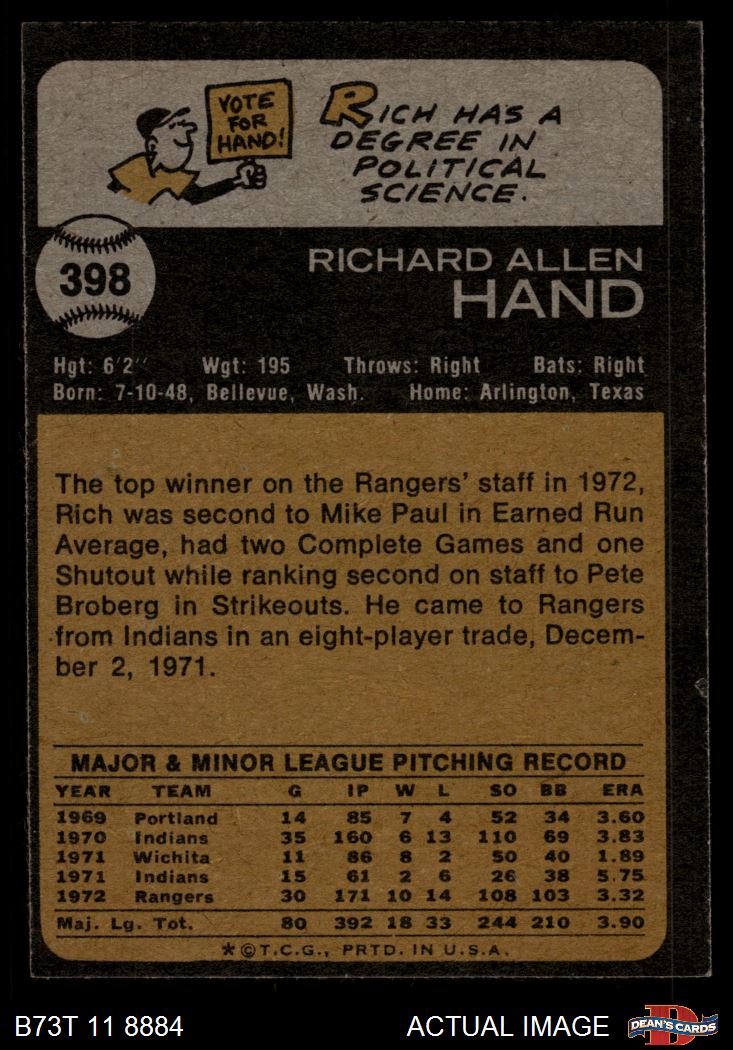 VOTE
FOR
HAND!
RICH HAS A
DEGREE IN
POLITICAL
SCIENCE.
398
RICHARD ALLEN
HAND
Hgt: 6'2" Wgt: 195 Throws: Right Bats: Right
Born: 7-10-48, Bellevue, Wash. Home: Arlington, Texas
The top winner on the Rangers' staff in 1972,
Rich was second to Mike Paul in Earned Run
Average, had two Complete Games and one
Shutout while ranking second on staff to Pete
Broberg in Strikeouts. He came to Rangers
from Indians in an eight-player trade, Decem-
ber 2, 1971.
MAJOR & MINOR LEAGUE PITCHING RECORD
YEAR TEAM G IP W L SO BB ERA
1969 Portland 14 85 7 4 52 34 3.60
1970 Indians 35 160 6 13 110 69 3.83
1971 Wichita 11 86 8 2 50 40 1.89
1971 Indians 15 61 2 6 26 38 5.75
1972 Rangers 30 171 10 14 108 103 3.32
Maj. Lg. Tot. 80 392 18 33 244 210 3.90
*©T.C.G., PRTD. IN U.S.A.
B73T 11 8884 ACTUAL IMAGE
D
DEAN'S CARDS